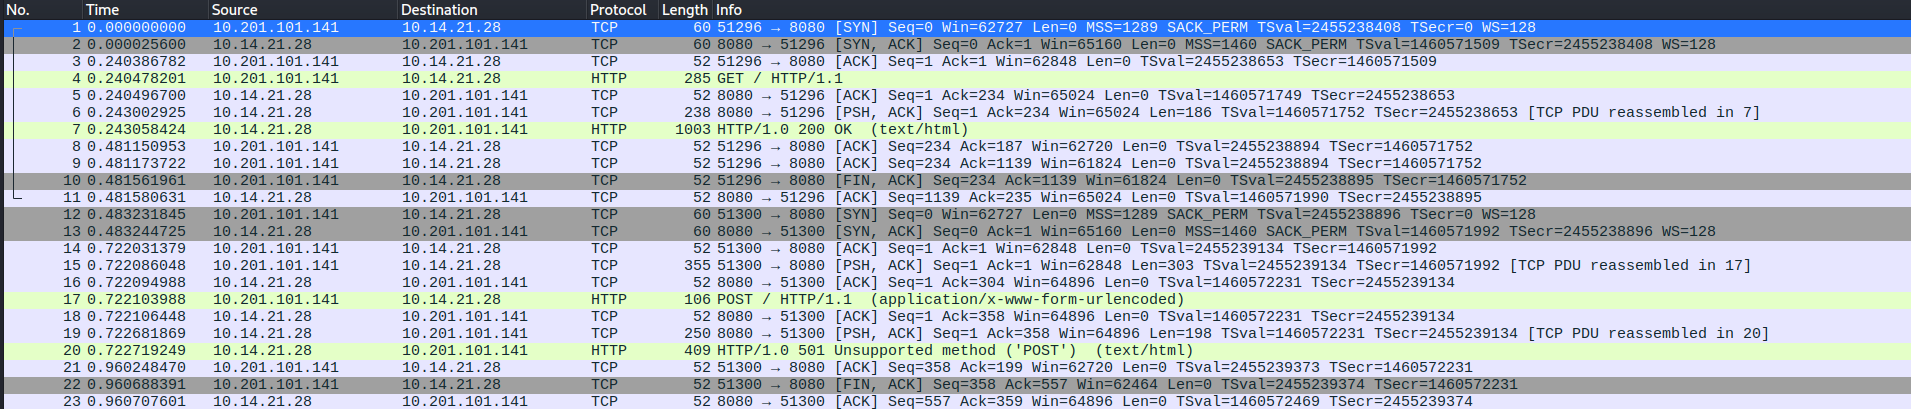 No. Time Source Destination Protocol Length Info
1 0.000000000 10.201.101.141 10.14.21.28 TCP 60 51296 → 8080 [SYN] Seq=0 Win=62727 Len=0 MSS=1289 SACK_PERM TSval=2455238408 TSecr=0 WS=128
2 0.000025600 10.14.21.28 10.201.101.141 TCP 60 8080 → 51296 [SYN, ACK] Seq=0 Ack=1 Win=65160 Len=0 MSS=1460 SACK_PERM TSval=1460571509 TSecr=2455238408 WS=128
3 0.240386782 10.201.101.141 10.14.21.28 TCP 52 51296 → 8080 [ACK] Seq=1 Ack=1 Win=62848 Len=0 TSval=2455238653 TSecr=1460571509
4 0.240478201 10.201.101.141 10.14.21.28 HTTP 285 GET / HTTP/1.1
5 0.240496700 10.14.21.28 10.201.101.141 TCP 52 8080 → 51296 [ACK] Seq=1 Ack=234 Win=65024 Len=0 TSval=1460571749 TSecr=2455238653
6 0.243002925 10.14.21.28 10.201.101.141 TCP 238 8080 → 51296 [PSH, ACK] Seq=1 Ack=234 Win=65024 Len=186 TSval=1460571752 TSecr=2455238653 [TCP PDU reassembled in 7]
7 0.243058424 10.14.21.28 10.201.101.141 HTTP 1003 HTTP/1.0 200 OK (text/html)
8 0.481150953 10.201.101.141 10.14.21.28 TCP 52 51296 → 8080 [ACK] Seq=234 Ack=187 Win=62720 Len=0 TSval=2455238894 TSecr=1460571752
9 0.481173722 10.201.101.141 10.14.21.28 TCP 52 51296 → 8080 [ACK] Seq=234 Ack=1139 Win=61824 Len=0 TSval=2455238894 TSecr=1460571752
10 0.481561961 10.201.101.141 10.14.21.28 TCP 52 51296 → 8080 [FIN, ACK] Seq=234 Ack=1139 Win=61824 Len=0 TSval=2455238895 TSecr=1460571752
11 0.481580631 10.14.21.28 10.201.101.141 TCP 52 8080 → 51296 [ACK] Seq=1139 Ack=235 Win=65024 Len=0 TSval=1460571990 TSecr=2455238895
12 0.483231845 10.201.101.141 10.14.21.28 TCP 60 51300 → 8080 [SYN] Seq=0 Win=62727 Len=0 MSS=1289 SACK_PERM TSval=2455238896 TSecr=0 WS=128
13 0.483244725 10.14.21.28 10.201.101.141 TCP 60 8080 → 51300 [SYN, ACK] Seq=0 Ack=1 Win=65160 Len=0 MSS=1460 SACK_PERM TSval=1460571992 TSecr=2455238896 WS=128
14 0.722031379 10.201.101.141 10.14.21.28 TCP 52 51300 → 8080 [ACK] Seq=1 Ack=1 Win=62848 Len=0 TSval=2455239134 TSecr=1460571992
15 0.722086048 10.201.101.141 10.14.21.28 TCP 355 51300 → 8080 [PSH, ACK] Seq=1 Ack=1 Win=62848 Len=303 TSval=2455239134 TSecr=1460571992 [TCP PDU reassembled in 17]
16 0.722094988 10.14.21.28 10.201.101.141 TCP 52 8080 → 51300 [ACK] Seq=1 Ack=304 Win=64896 Len=0 TSval=1460572231 TSecr=2455239134
17 0.722103988 10.201.101.141 10.14.21.28 HTTP 106 POST / HTTP/1.1 (application/x-www-form-urlencoded)
18 0.722106448 10.14.21.28 10.201.101.141 TCP 52 8080 → 51300 [ACK] Seq=1 Ack=358 Win=64896 Len=0 TSval=1460572231 TSecr=2455239134
19 0.722681869 10.14.21.28 10.201.101.141 TCP 250 8080 → 51300 [PSH, ACK] Seq=1 Ack=358 Win=64896 Len=198 TSval=1460572231 TSecr=2455239134 [TCP PDU reassembled in 20]
20 0.722719249 10.14.21.28 10.201.101.141 HTTP 409 HTTP/1.0 501 Unsupported method ('POST') (text/html)
21 0.960248470 10.201.101.141 10.14.21.28 TCP 52 51300 → 8080 [ACK] Seq=358 Ack=199 Win=62720 Len=0 TSval=2455239373 TSecr=1460572231
22 0.960688391 10.201.101.141 10.14.21.28 TCP 52 51300 → 8080 [FIN, ACK] Seq=358 Ack=557 Win=62464 Len=0 TSval=2455239374 TSecr=1460572231
23 0.960707601 10.14.21.28 10.201.101.141 TCP 52 8080 → 51300 [ACK] Seq=557 Ack=359 Win=64896 Len=0 TSval=1460572469 TSecr=2455239374